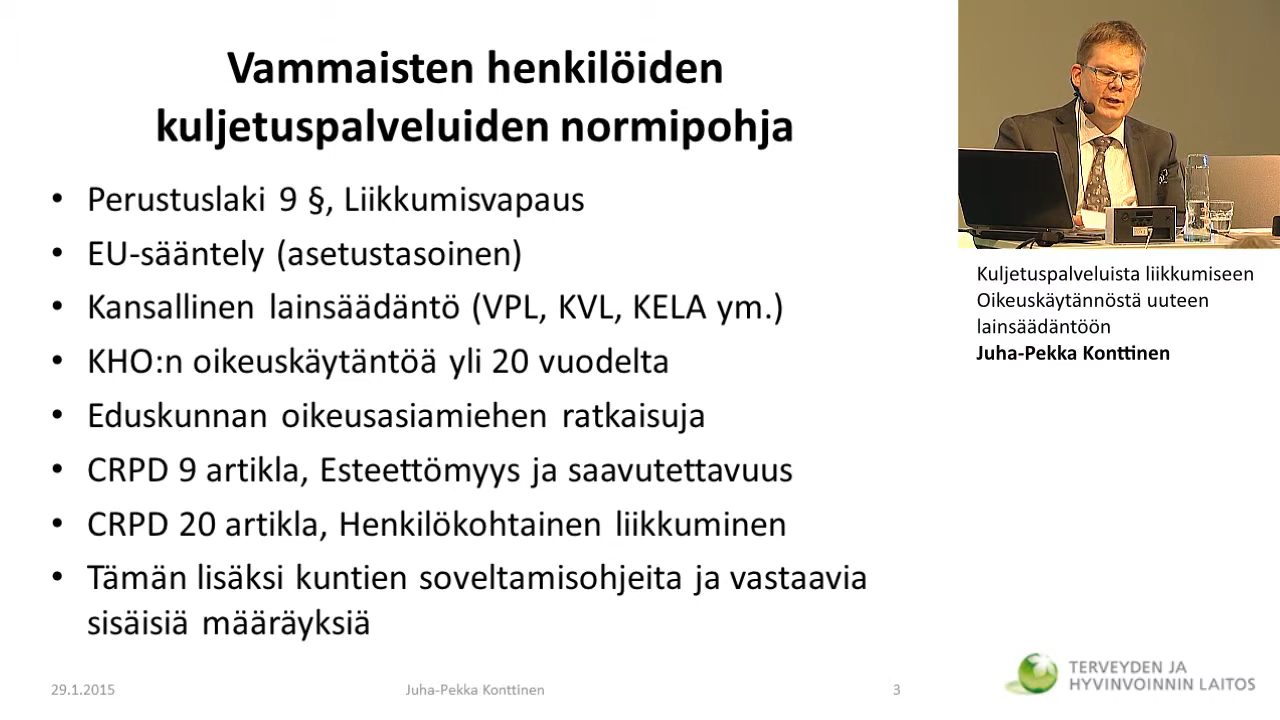 Vammaisten henkilöiden
kuljetuspalveluiden normipohja
• Perustuslaki 9 §, Liikkumisvapaus
• EU-sääntely (asetustasoinen)
• Kansallinen lainsäädäntö (VPL, KVL, KELA ym.)
• KHO:n oikeuskäytäntöä yli 20 vuodelta
• Eduskunnan oikeusasiamiehen ratkaisuja
• CRPD 9 artikla, Esteettömyys ja saavutettavuus
• CRPD 20 artikla, Henkilökohtainen liikkuminen
• Tämän lisäksi kuntien soveltamisohjeita ja vastaavia
sisäisiä määräyksiä
29.1.2015
Juha-Pekka Konttinen
3
Kuljetuspalveluista liikkumiseen
Oikeuskäytännöstä uuteen
lainsäädäntöön
Juha-Pekka Konttinen
TERVEYDEN JA
HYVINVOINNIN LAITOS